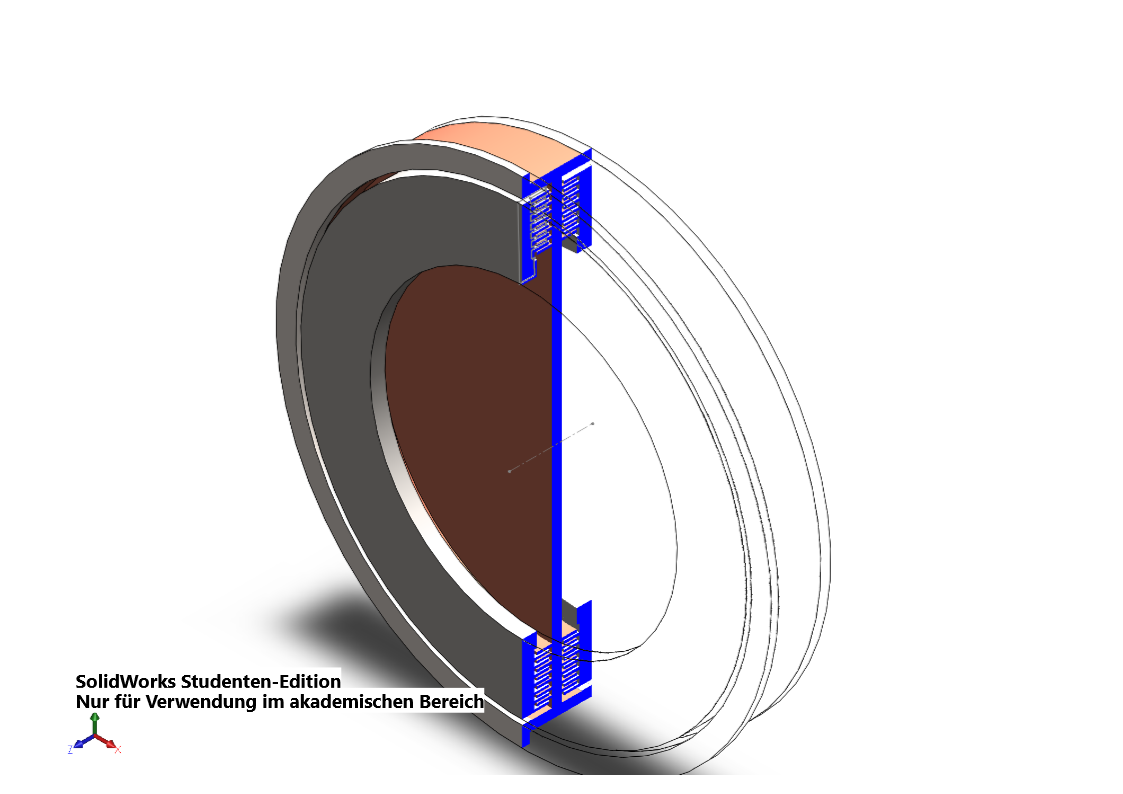 SolidWorks Studenten-Edition
Nur für Verwendung im akademischen Bereich
Z
X